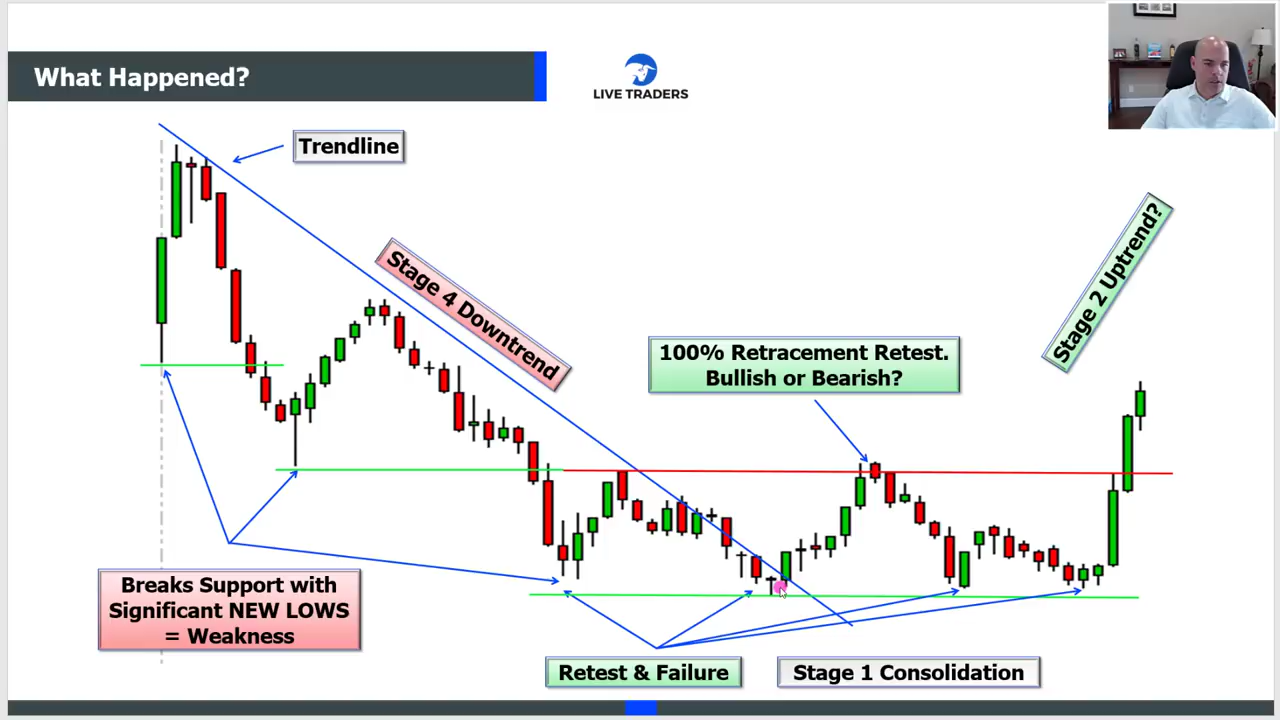 What Happened?
LIVE TRADERS
Trendline
Stage 4 Downtrend
Stage 2 Uptrend?
100% Retracement Retest.
Bullish or Bearish?
Breaks Support with
Significant NEW LOWS
= Weakness
Retest & Failure
Stage 1 Consolidation